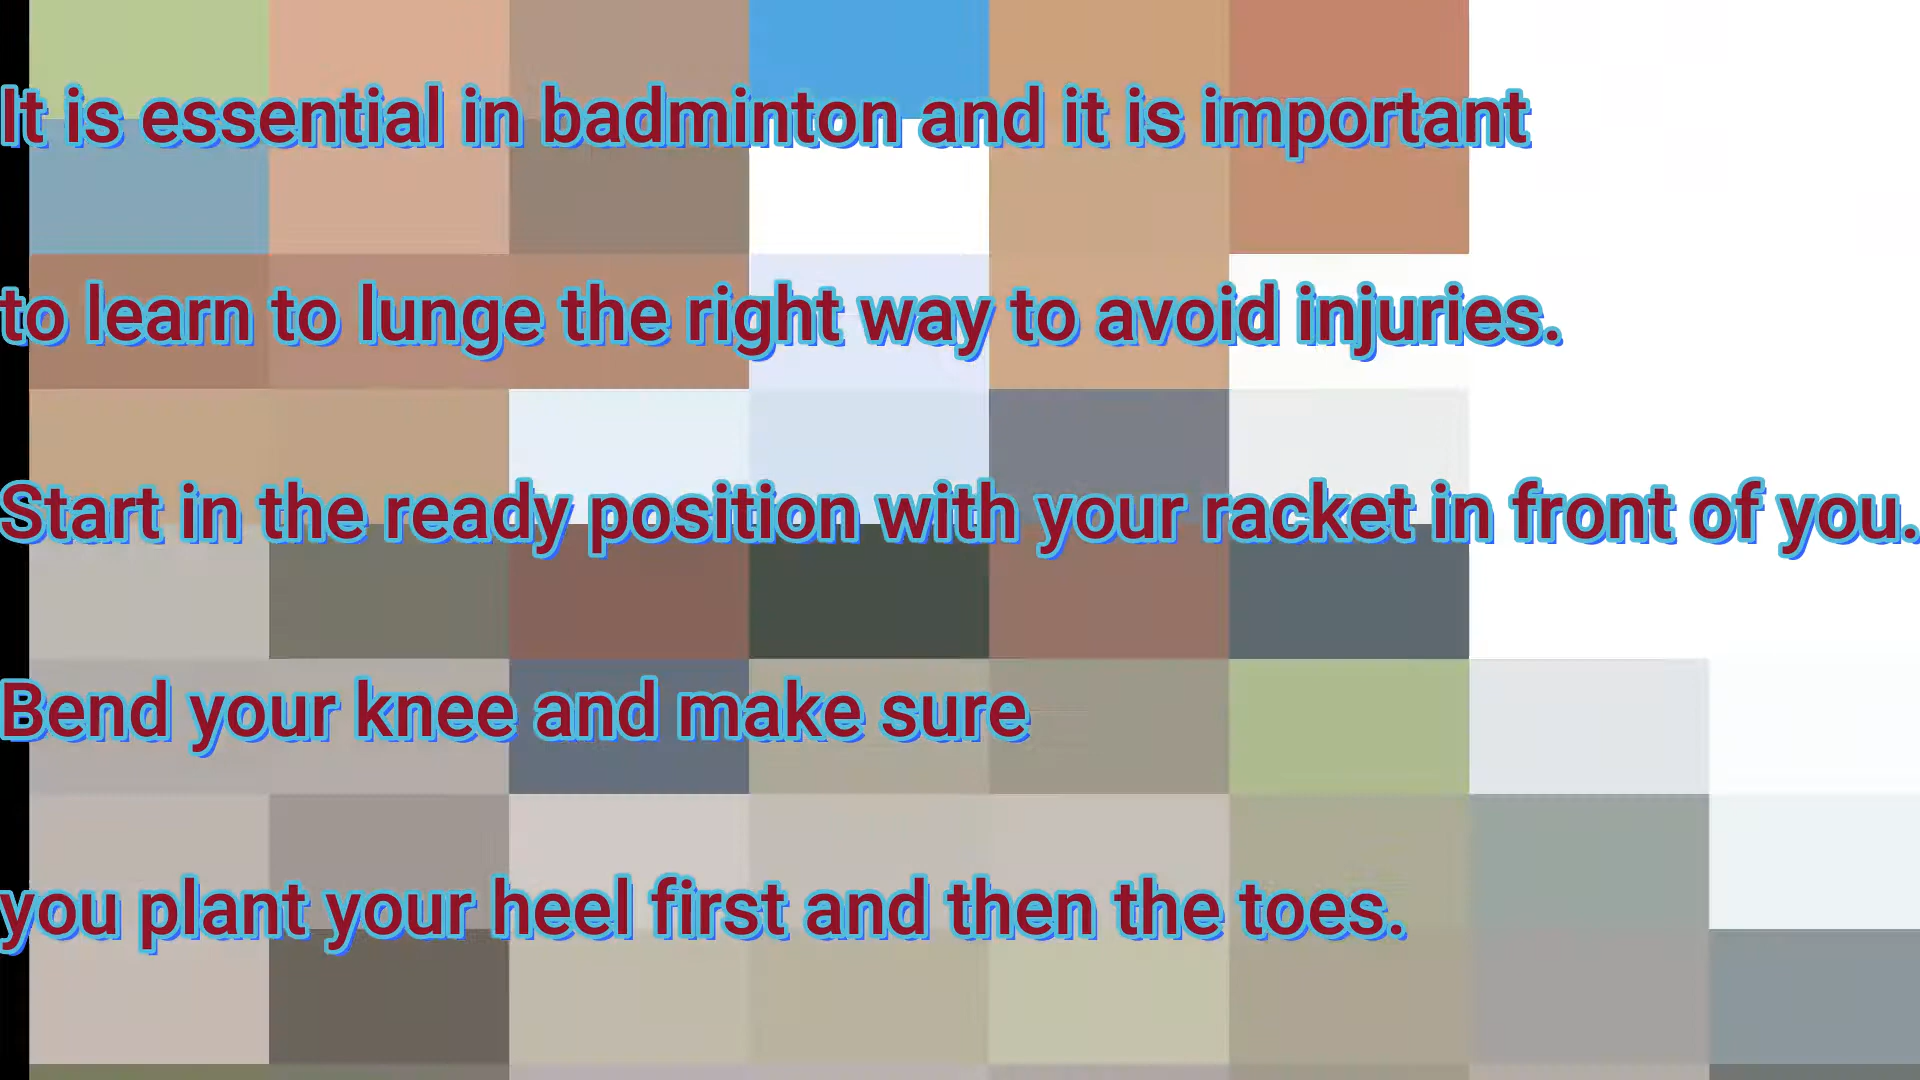 It is essential in badminton and it is important
to learn to lunge the right way to avoid injuries.
Start in the ready position with your racket in front of you.
Bend your knee and make sure
you plant your heel first and then the toes.